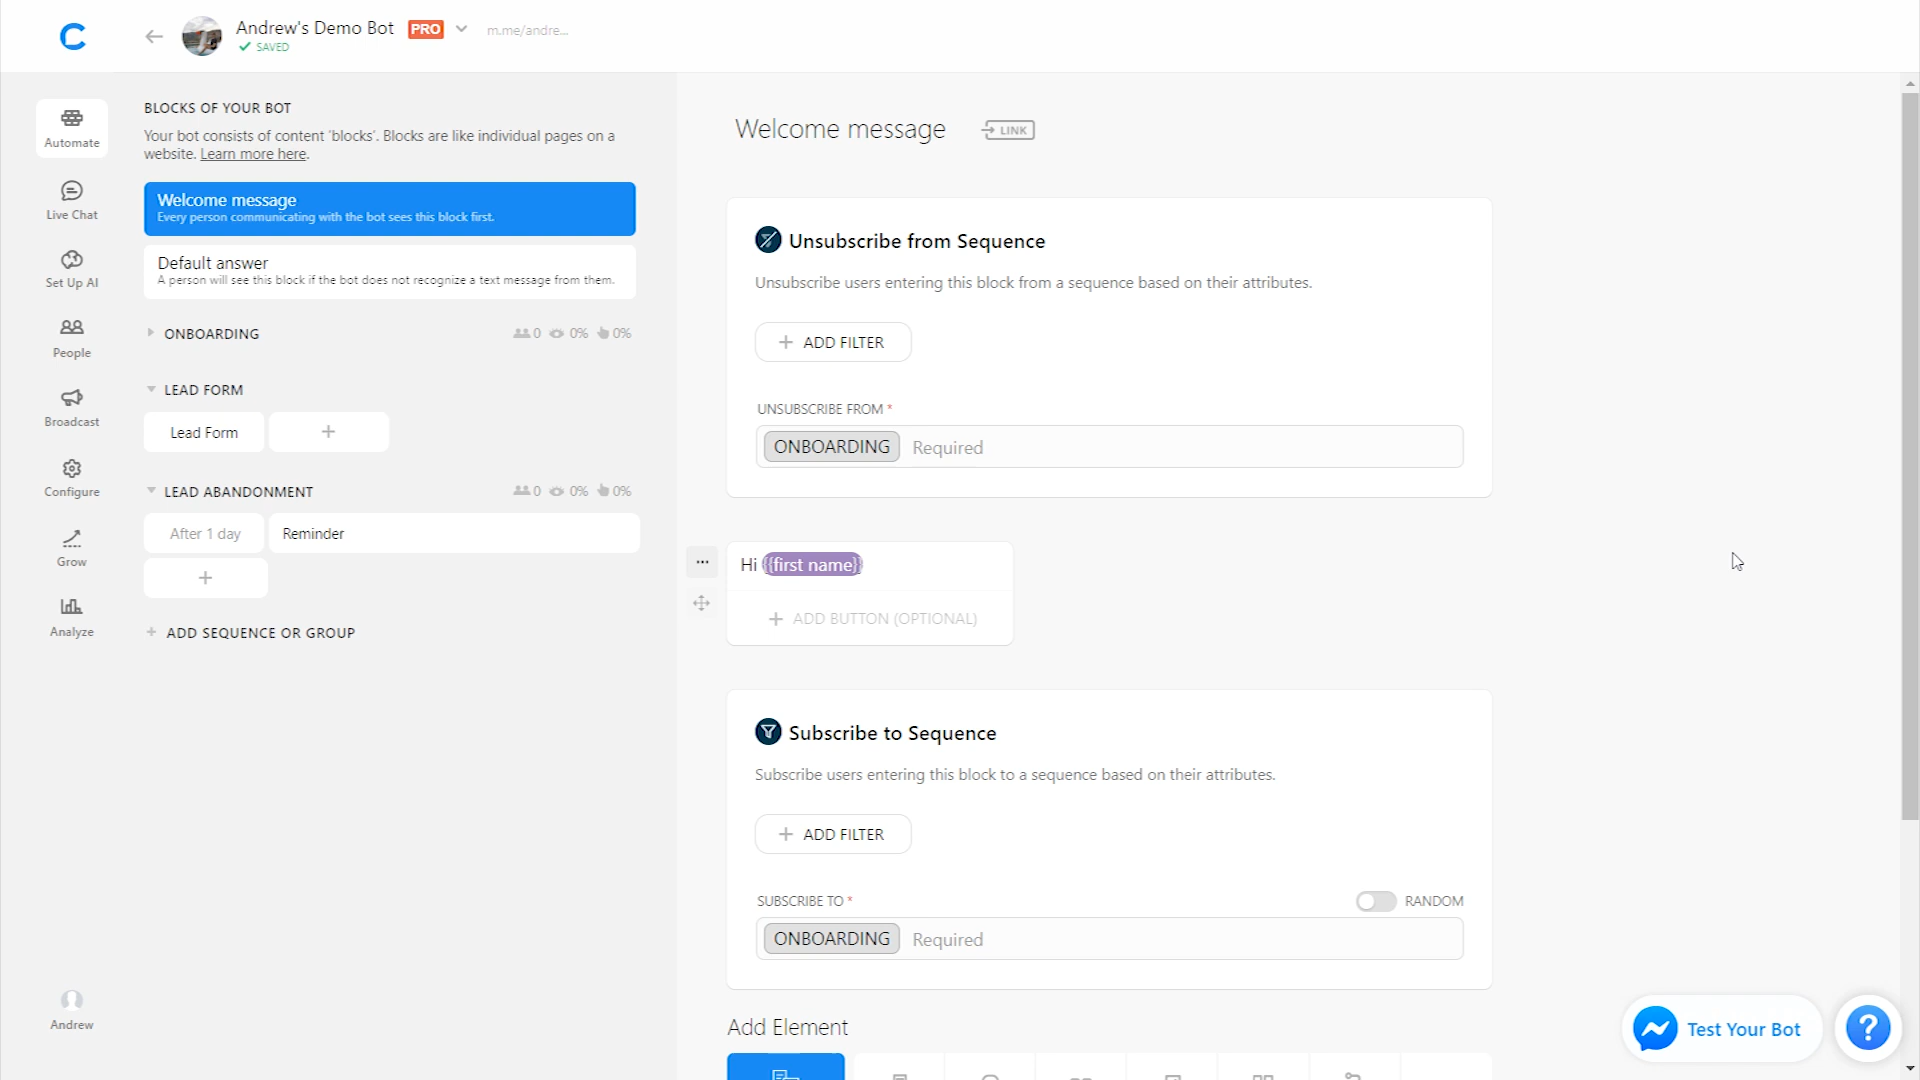 Andrew's Demo Bot PRO m.me/andre...
SAVED
Automate
Live Chat
Set Up AI
People
Broadcast
Configure
Grow
Analyze
Andrew
BLOCKS OF YOUR BOT
Your bot consists of content 'blocks'. Blocks are like individual pages on a
website. Learn more here.
Welcome message
Every person communicating with the bot sees this block first.
Default answer
A person will see this block if the bot does not recognize a text message from them.
ONBOARDING 0 0% 0%
LEAD FORM
Lead Form +
LEAD ABANDONMENT 0 0% 0%
After 1 day Reminder
+
+ ADD SEQUENCE OR GROUP
Welcome message LINK
Unsubscribe from Sequence
Unsubscribe users entering this block from a sequence based on their attributes.
+ ADD FILTER
UNSUBSCRIBE FROM *
ONBOARDING Required
... Hi {{first name}}
+ ADD BUTTON (OPTIONAL)
Subscribe to Sequence
Subscribe users entering this block to a sequence based on their attributes.
+ ADD FILTER
SUBSCRIBE TO * RANDOM
ONBOARDING Required
Add Element
Test Your Bot ?